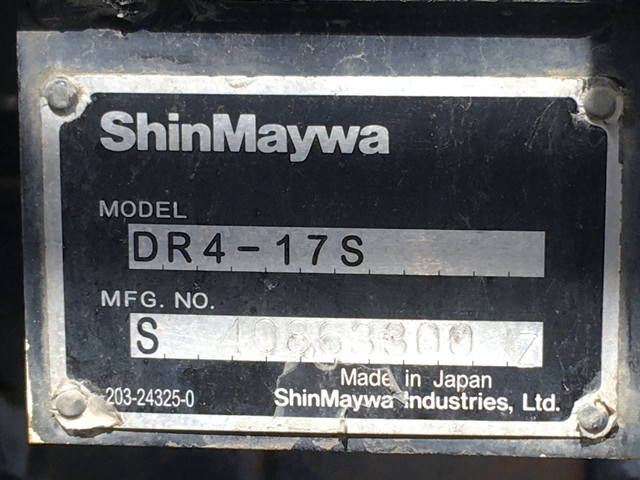 ShinMaywa
MODEL
DR4-17S
MFG. NO.
S
Made in Japan
203-24325-0
ShinMaywa Industries, Ltd.